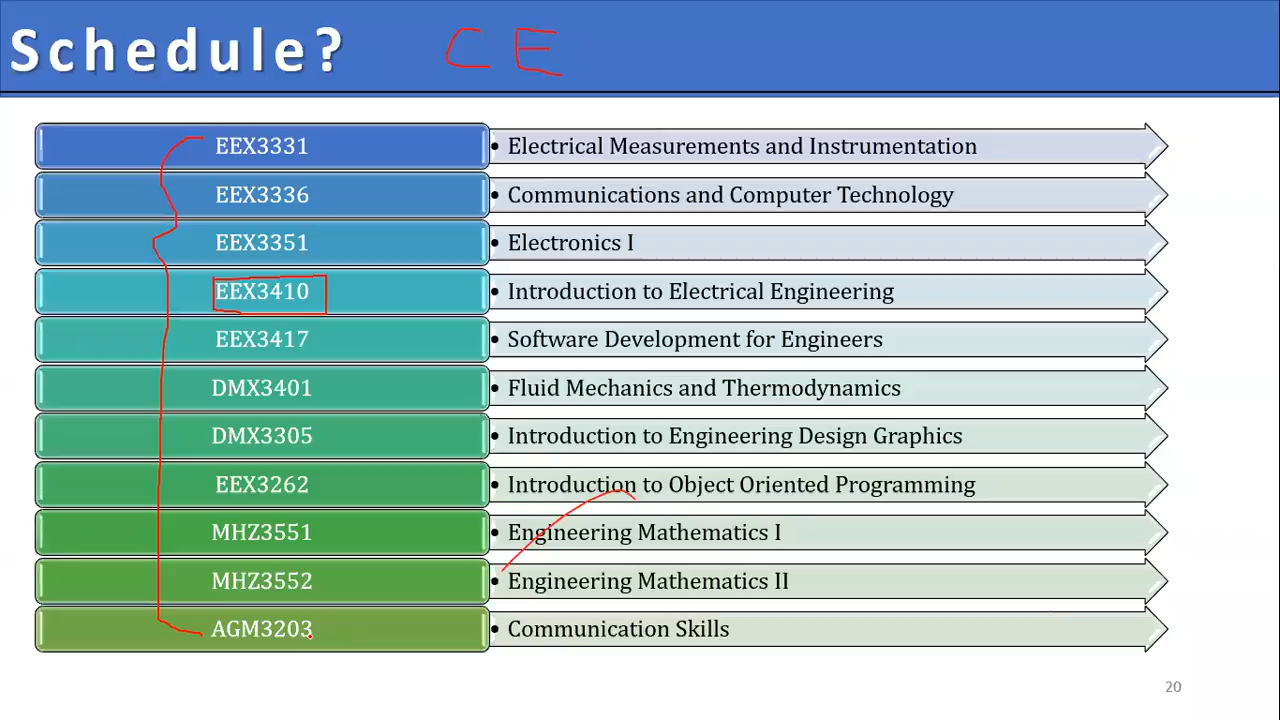 Schedule? CE
EEX3331 • Electrical Measurements and Instrumentation
EEX3336 • Communications and Computer Technology
EEX3351 • Electronics I
EEX3410 • Introduction to Electrical Engineering
EEX3417 • Software Development for Engineers
DMX3401 • Fluid Mechanics and Thermodynamics
DMX3305 • Introduction to Engineering Design Graphics
EEX3262 • Introduction to Object Oriented Programming
MHZ3551 • Engineering Mathematics I
MHZ3552 • Engineering Mathematics II
AGM3203 • Communication Skills
20